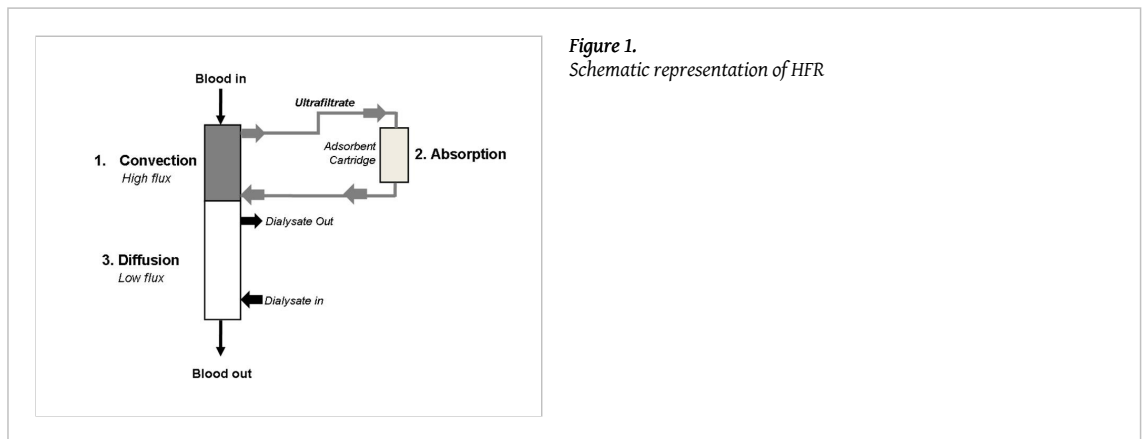 Figure 1.
Schematic representation of HFR
Blood in
Ultrafiltrate
Adsorbent
Cartridge
2. Absorption
1. Convection
High flux
Dialysate Out
3. Diffusion
Low flux
Dialysate in
Blood out